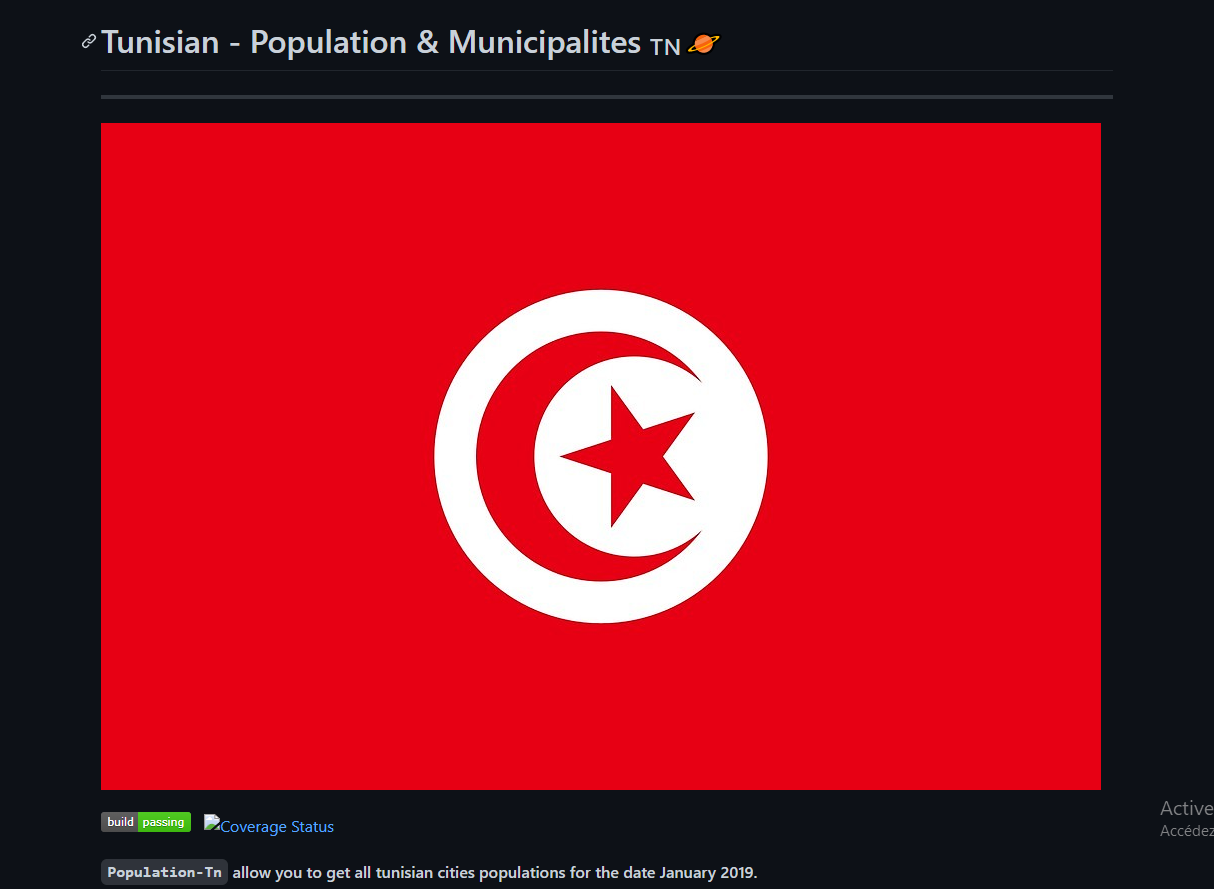 Tunisian - Population & Municipalites TN
build passing Coverage Status
Active
Accédez
Population-Tn allow you to get all tunisian cities populations for the date January 2019.